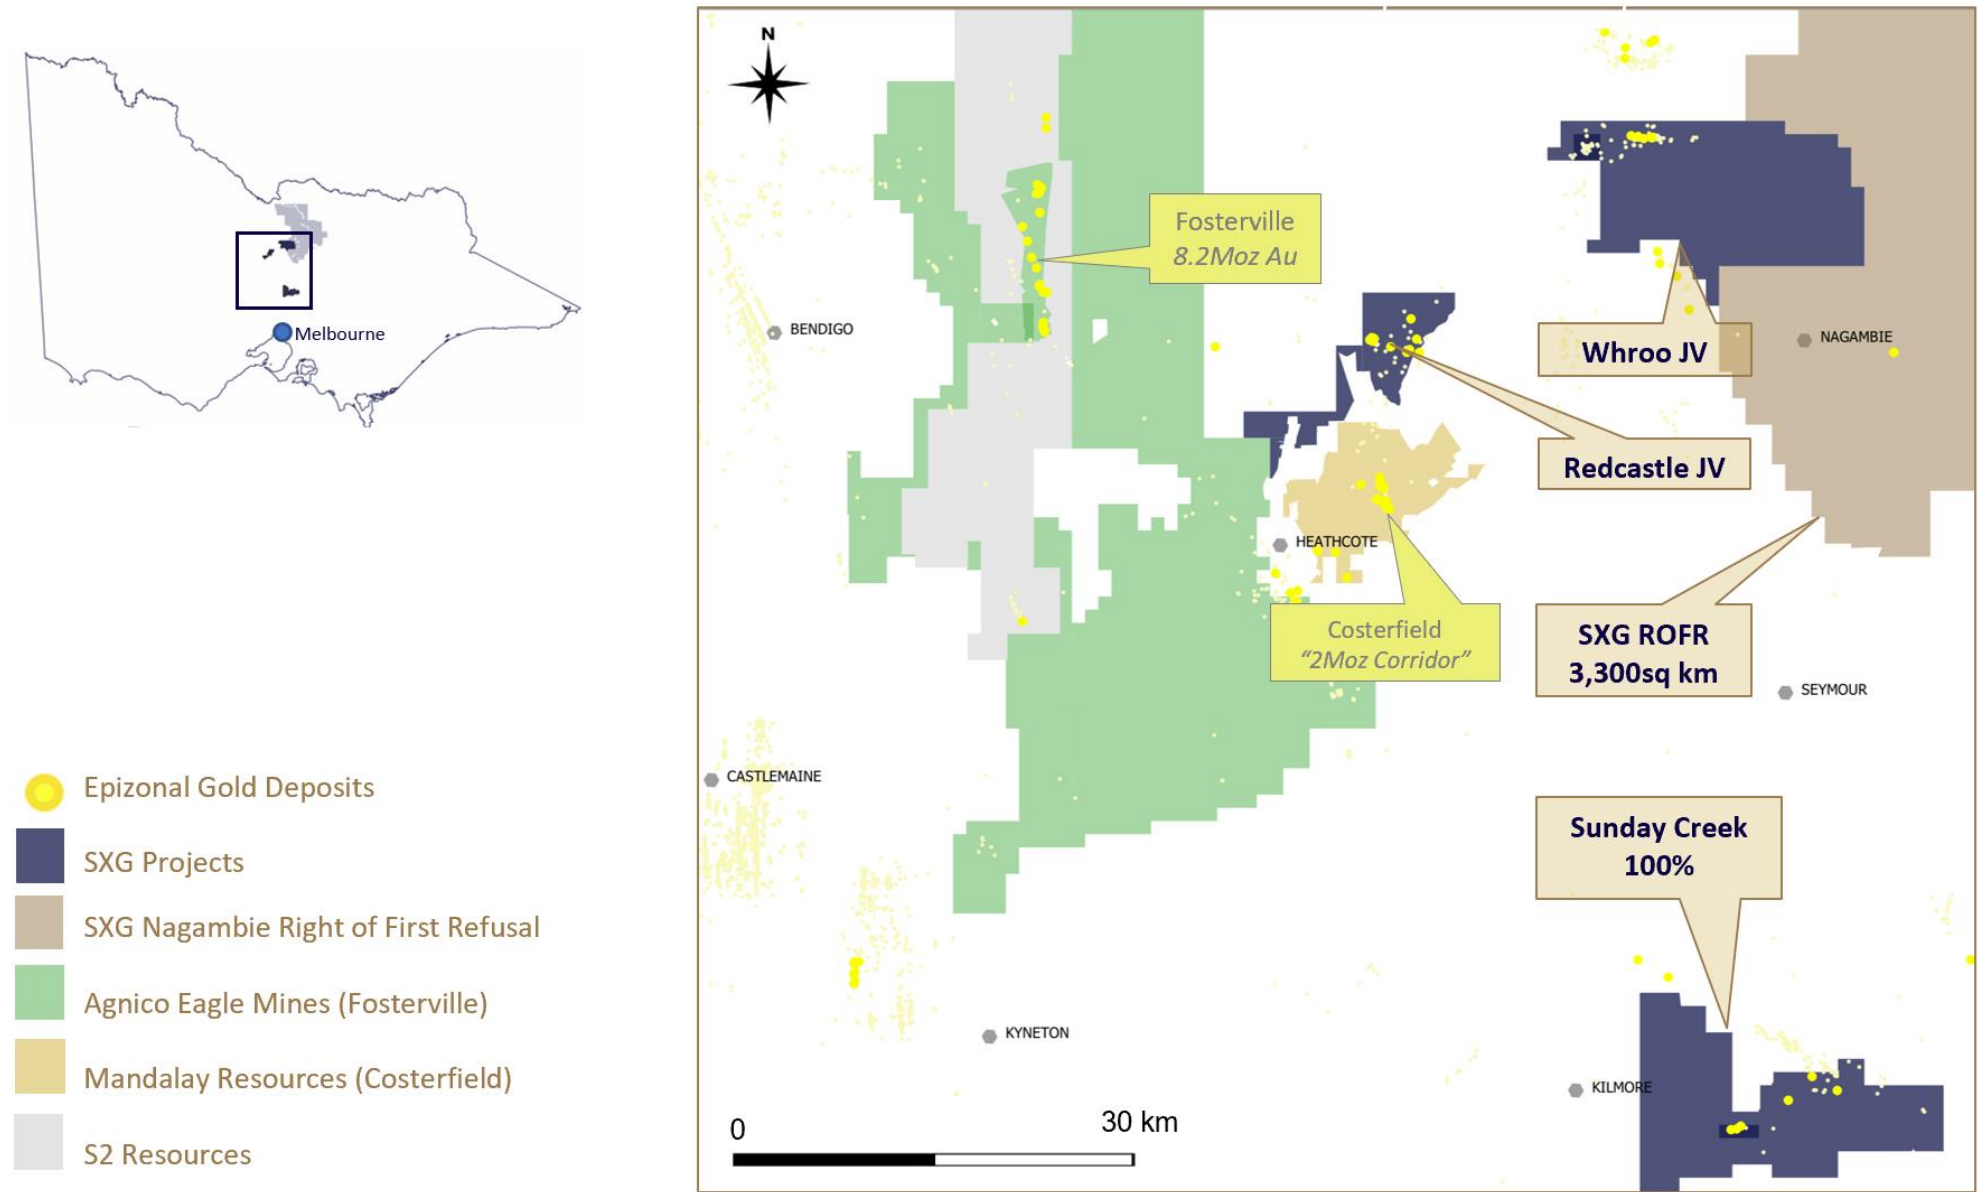 Melbourne
Epizonal Gold Deposits
SXG Projects
SXG Nagambie Right of First Refusal
Agnico Eagle Mines (Fosterville)
Mandalay Resources (Costerfield)
S2 Resources
N
Fosterville
8.2Moz Au
BENDIGO
Whroo JV
NAGAMBIE
Redcastle JV
HEATHCOTE
Costerfield
“2Moz Corridor”
SXG ROFR
3,300sq km
SEYMOUR
CASTLEMAINE
Sunday Creek
100%
KYNETON
KILMORE
0
30 km